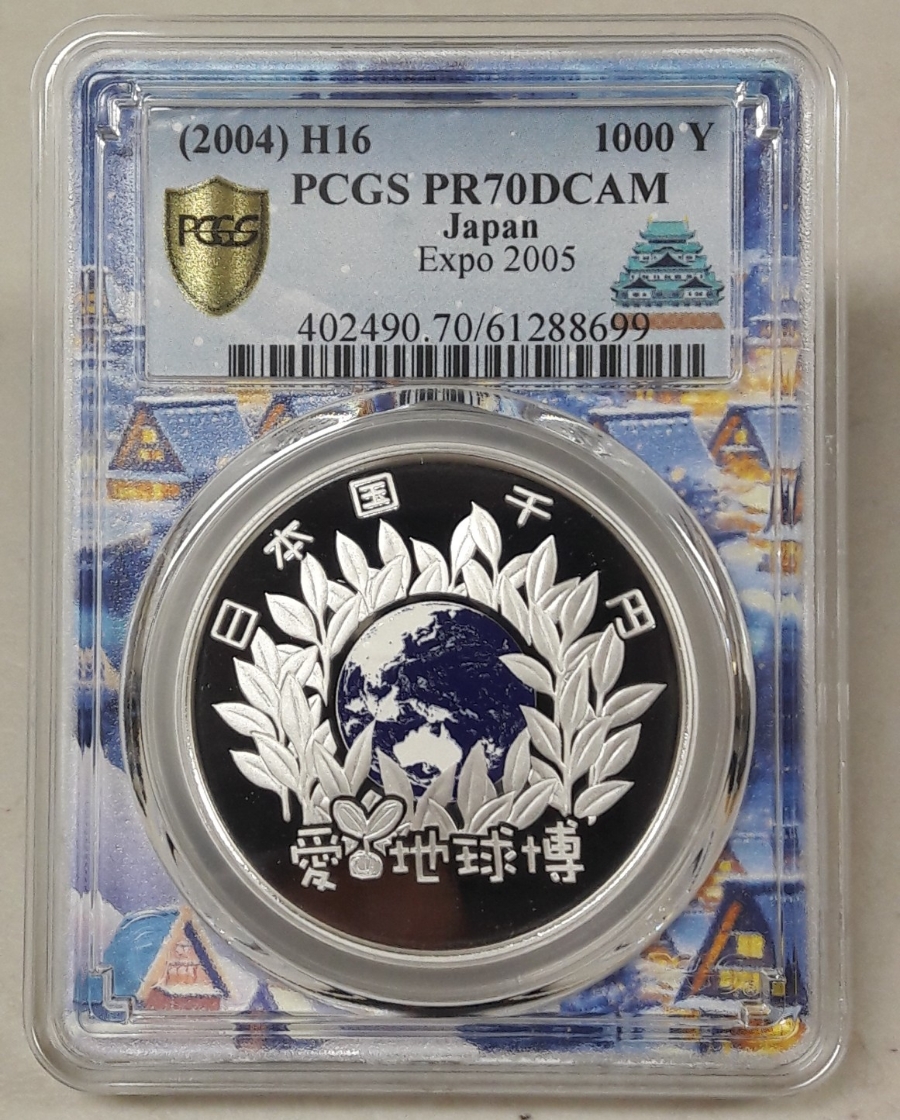 (2004) H16 1000 Y
PCGS PR70DCAM
PCGS
Japan
Expo 2005
402490.70/61288699
日本国 千円
愛・地球博